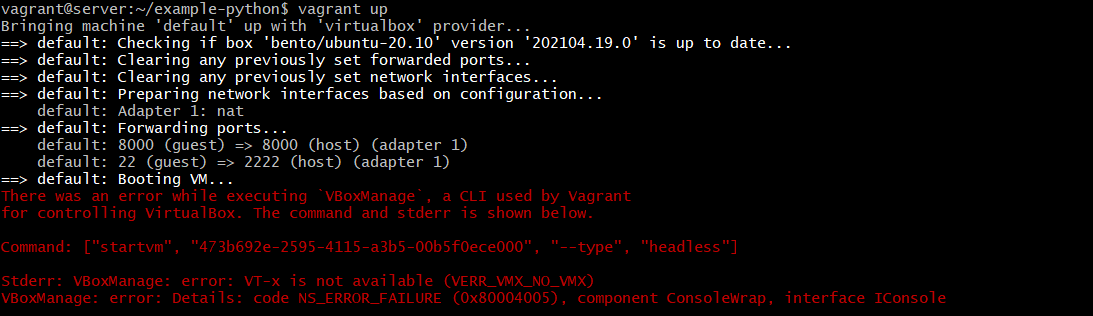 vagrant@server:~/example-python$ vagrant up
Bringing machine 'default' up with 'virtualbox' provider...
==> default: Checking if box 'bento/ubuntu-20.10' version '202104.19.0' is up to date...
==> default: Clearing any previously set forwarded ports...
==> default: Clearing any previously set network interfaces...
==> default: Preparing network interfaces based on configuration...
    default: Adapter 1: nat
==> default: Forwarding ports...
    default: 8000 (guest) => 8000 (host) (adapter 1)
    default: 22 (guest) => 2222 (host) (adapter 1)
==> default: Booting VM...
There was an error while executing `VBoxManage`, a CLI used by Vagrant
for controlling VirtualBox. The command and stderr is shown below.
Command: ["startvm", "473b692e-2595-4115-a3b5-00b5f0ece000", "--type", "headless"]
Stderr: VBoxManage: error: VT-x is not available (VERR_VMX_NO_VMX)
VBoxManage: error: Details: code NS_ERROR_FAILURE (0x80004005), component ConsoleWrap, interface IConsole